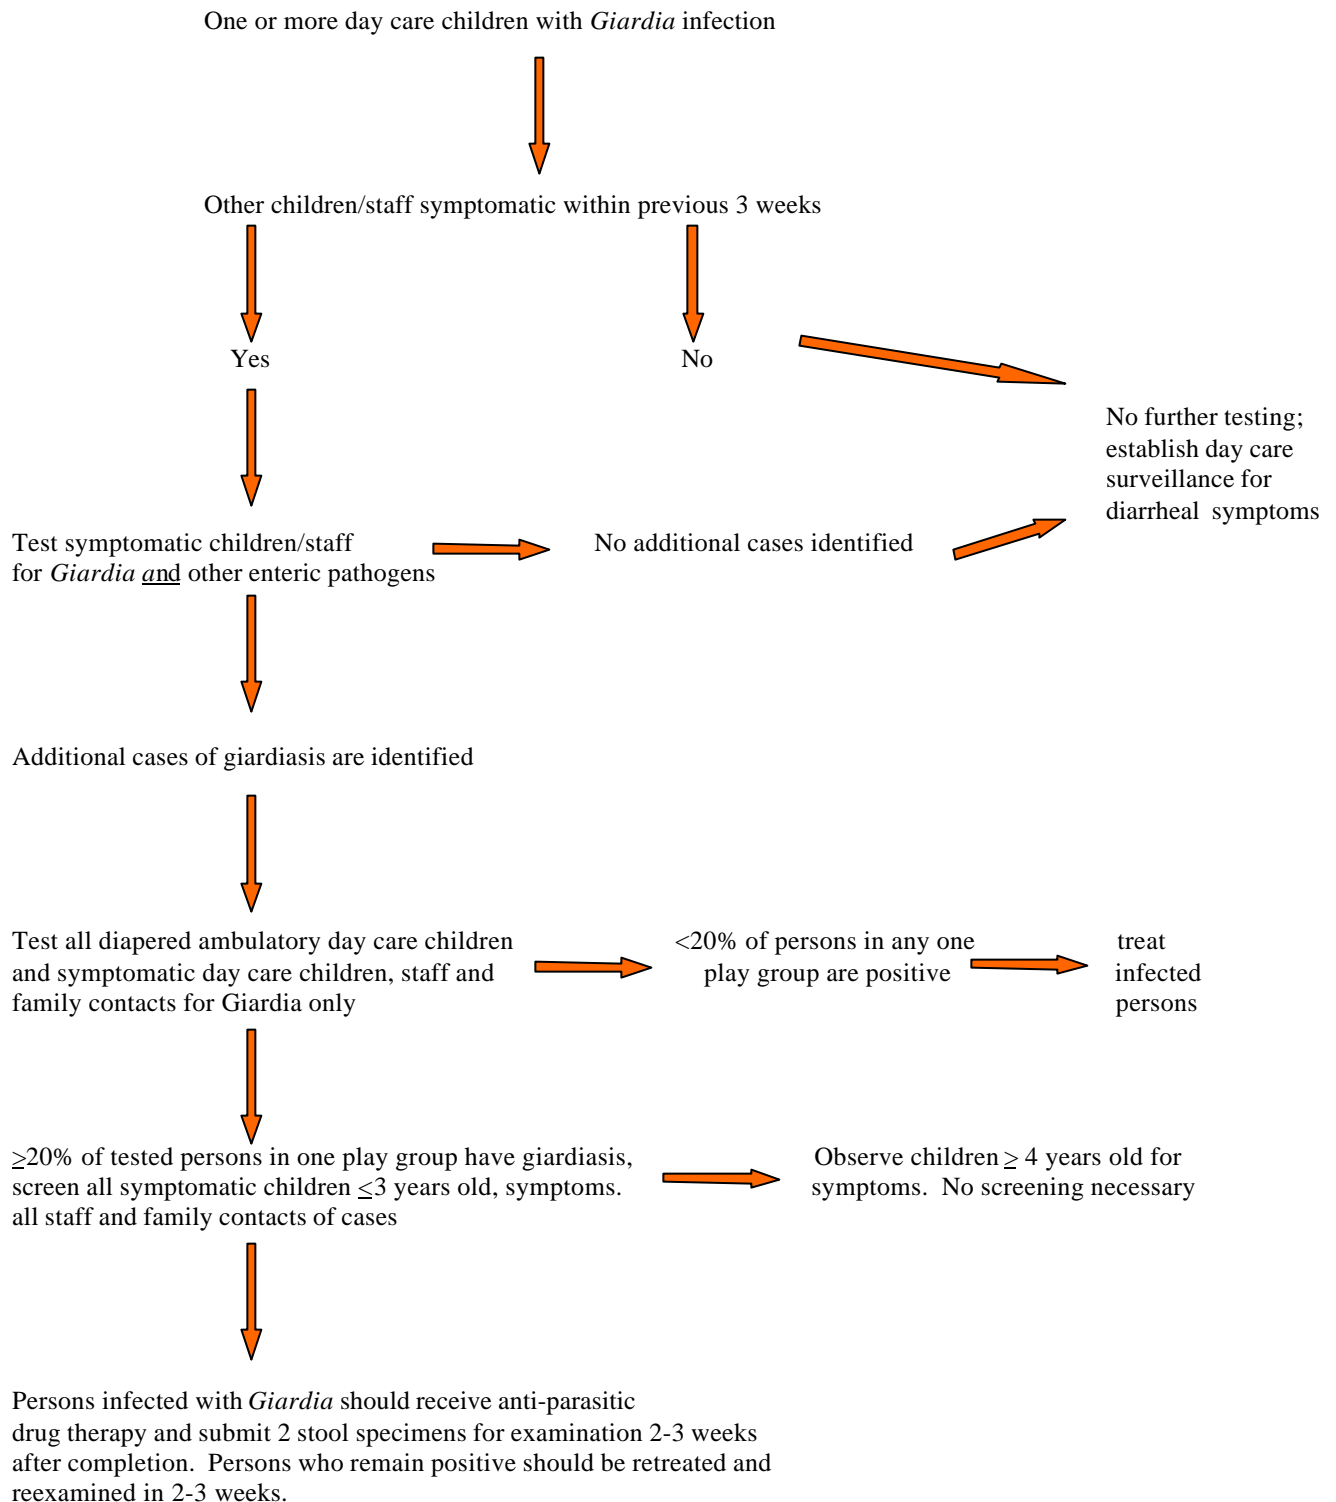 One or more day care children with Giardia infection
Other children/staff symptomatic within previous 3 weeks
Yes
No
No further testing;
establish day care
surveillance for
diarrheal symptoms
Test symptomatic children/staff
for Giardia and other enteric pathogens
No additional cases identified
Additional cases of giardiasis are identified
Test all diapered ambulatory day care children
and symptomatic day care children, staff and
family contacts for Giardia only
<20% of persons in any one
play group are positive
treat
infected
persons
≥20% of tested persons in one play group have giardiasis,
screen all symptomatic children ≤3 years old, symptoms.
all staff and family contacts of cases
Observe children ≥ 4 years old for
symptoms. No screening necessary
Persons infected with Giardia should receive anti-parasitic
drug therapy and submit 2 stool specimens for examination 2-3 weeks
after completion. Persons who remain positive should be retreated and
reexamined in 2-3 weeks.